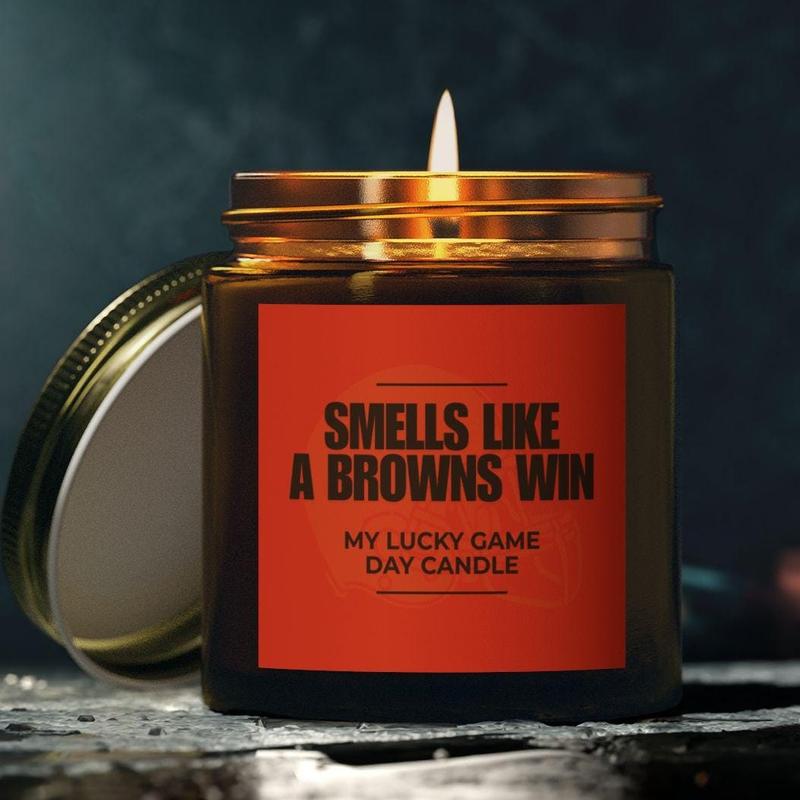 SMELLS LIKE
A BROWNS WIN
MY LUCKY GAME
DAY CANDLE